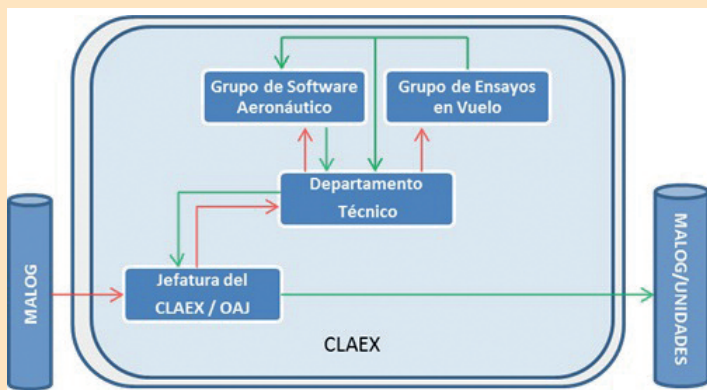 Grupo de Software
Aeronáutico
Grupo de Ensayos
en Vuelo
Departamento
Técnico
MALOG
Jefatura del
CLAEX / OAJ
MALOG/UNIDADES
CLAEX